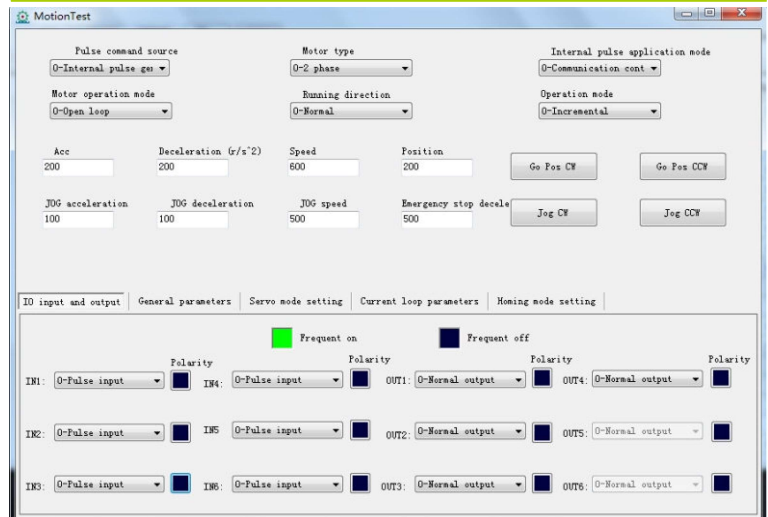 MotionTest
Pulse command source Motor type Internal pulse application mode
0-Internal pulse ge 0-2 phase 0-Communication cont
Motor operation mode Running direction Operation mode
0-Open loop 0-Normal 0-Incremental
Acc Deceleration (r/s^2) Speed Position
200 200 600 200 Go Pos CW Go Pos CCW
JOG acceleration JOG deceleration JOG speed Emergency stop decele
100 100 500 500 Jog CW Jog CCW
IO input and output General parameters Servo mode setting Current loop parameters Homing mode setting
Frequent on Frequent off
Polarity Polarity Polarity Polarity
IN1: 0-Pulse input IN4: 0-Pulse input OUT1: 0-Normal output OUT4: 0-Normal output
IN2: 0-Pulse input IN5 0-Pulse input OUT2: 0-Normal output OUT5: 0-Normal output
IN3: 0-Pulse input IN6: 0-Pulse input OUT3: 0-Normal output OUT6: 0-Normal output